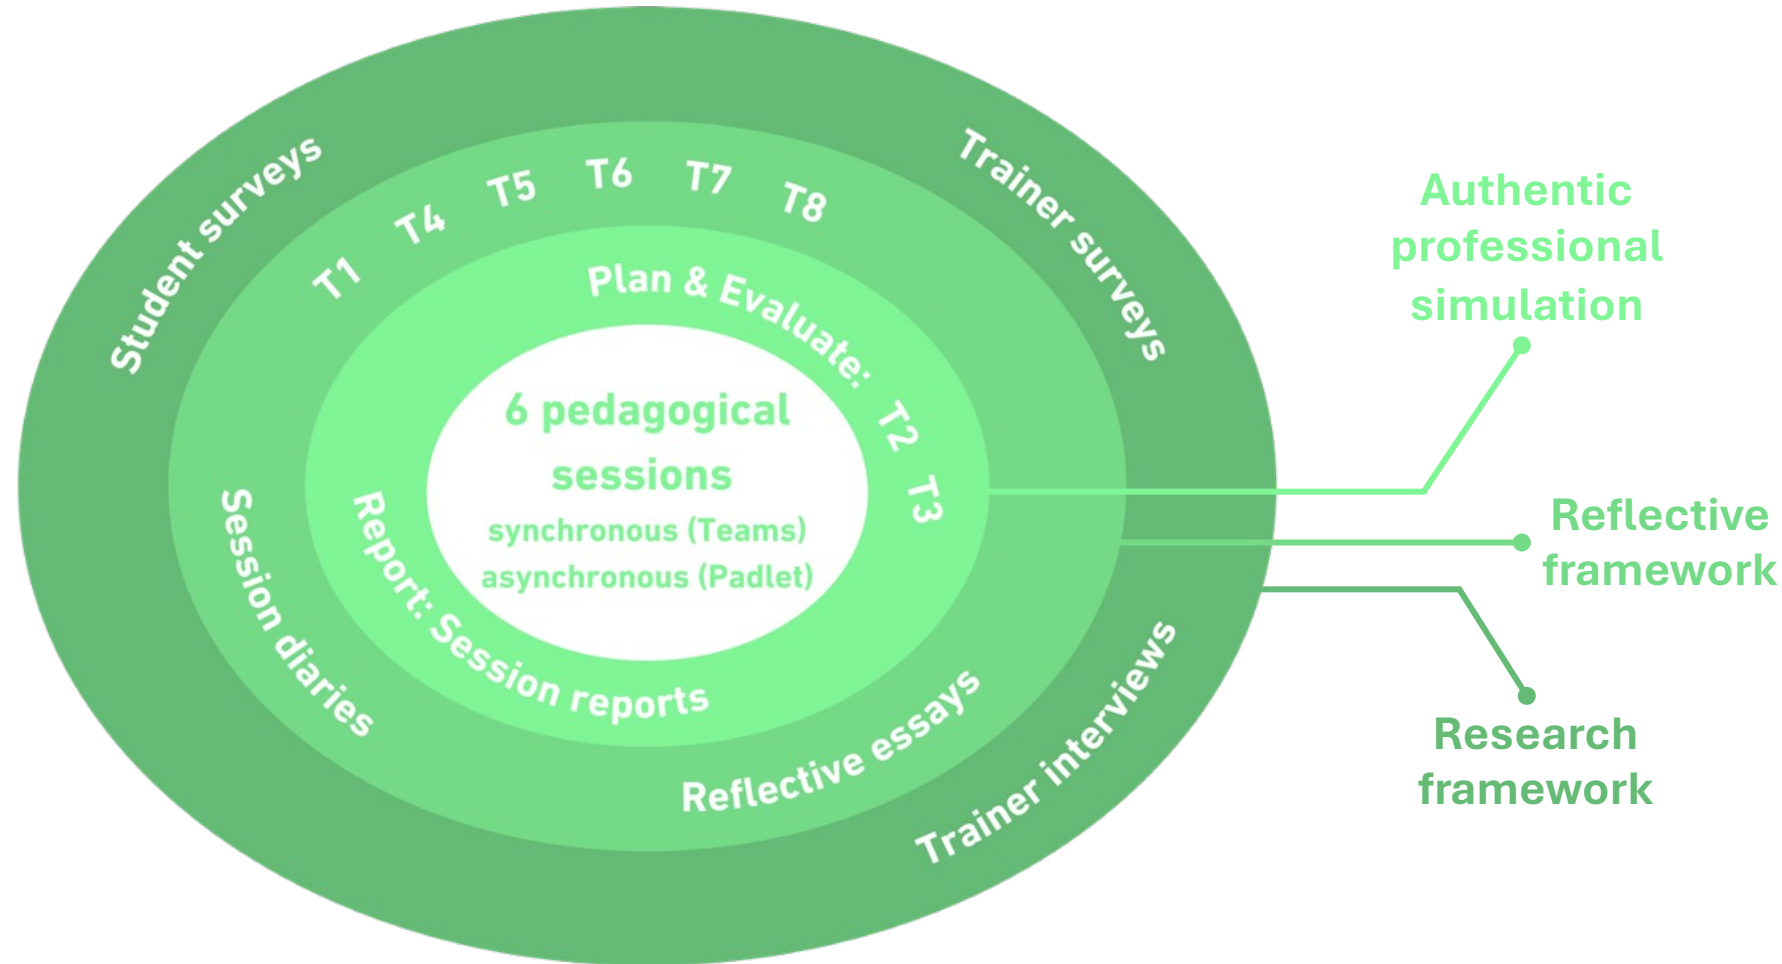 Student surveys
Trainer surveys
Trainer interviews
T1 T4 T5 T6 T7 T8
Session diaries
Reflective essays
Plan & Evaluate: T2 T3
Report: Session reports
6 pedagogical
sessions
synchronous (Teams)
asynchronous (Padlet)
Authentic
professional
simulation
Reflective
framework
Research
framework